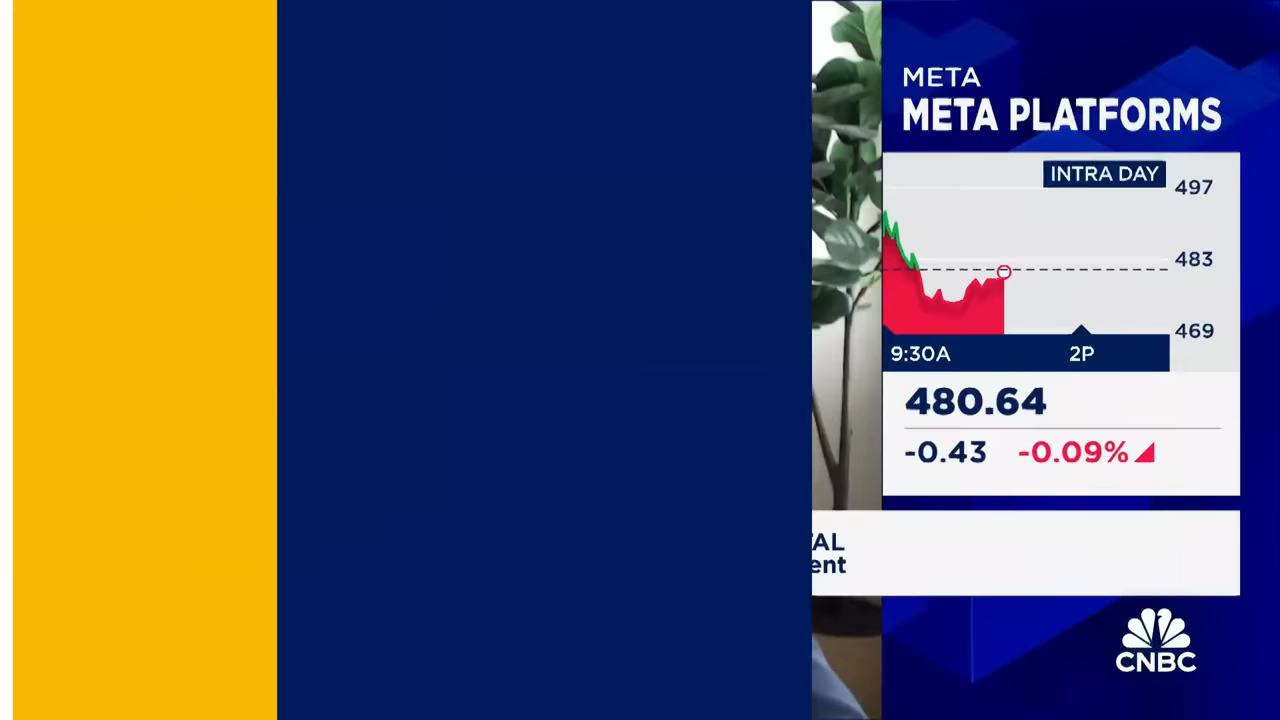 META
META PLATFORMS
INTRA DAY
497
483
469
9:30A 2P
480.64
-0.43 -0.09%
ent
CNBC